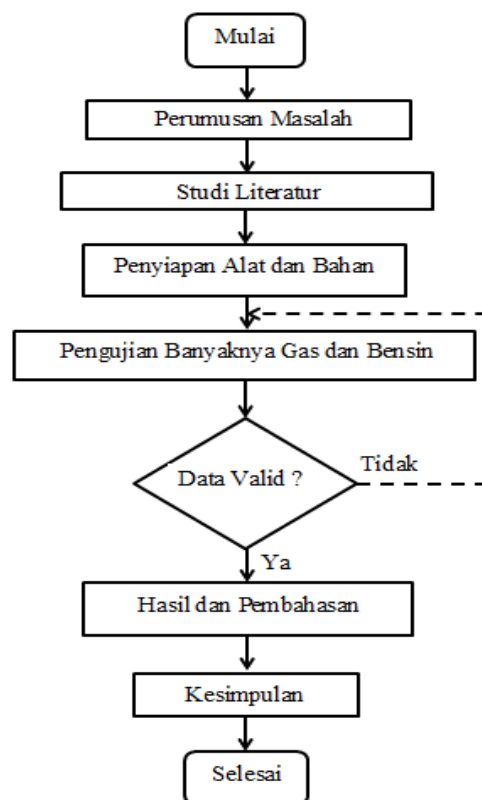 Mulai
Perumusan Masalah
Studi Literatur
Penyiapan Alat dan Bahan
Pengujian Banyaknya Gas dan Bensin
Data Valid ?
Tidak
Ya
Hasil dan Pembahasan
Kesimpulan
Selesai